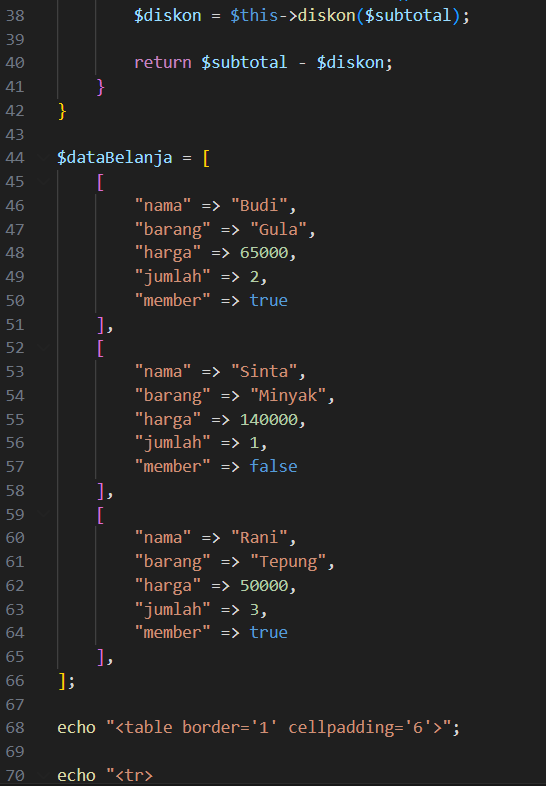 38 $diskon = $this->diskon($subtotal);
39
40 return $subtotal - $diskon;
41 }
42 }
43
44 $dataBelanja = [
45 [
46 "nama" => "Budi",
47 "barang" => "Gula",
48 "harga" => 65000,
49 "jumlah" => 2,
50 "member" => true
51 ],
52 [
53 "nama" => "Sinta",
54 "barang" => "Minyak",
55 "harga" => 140000,
56 "jumlah" => 1,
57 "member" => false
58 ],
59 [
60 "nama" => "Rani",
61 "barang" => "Tepung",
62 "harga" => 50000,
63 "jumlah" => 3,
64 "member" => true
65 ],
66 ];
67
68 echo "<table border='1' cellpadding='6'>";
69
70 echo "<tr>